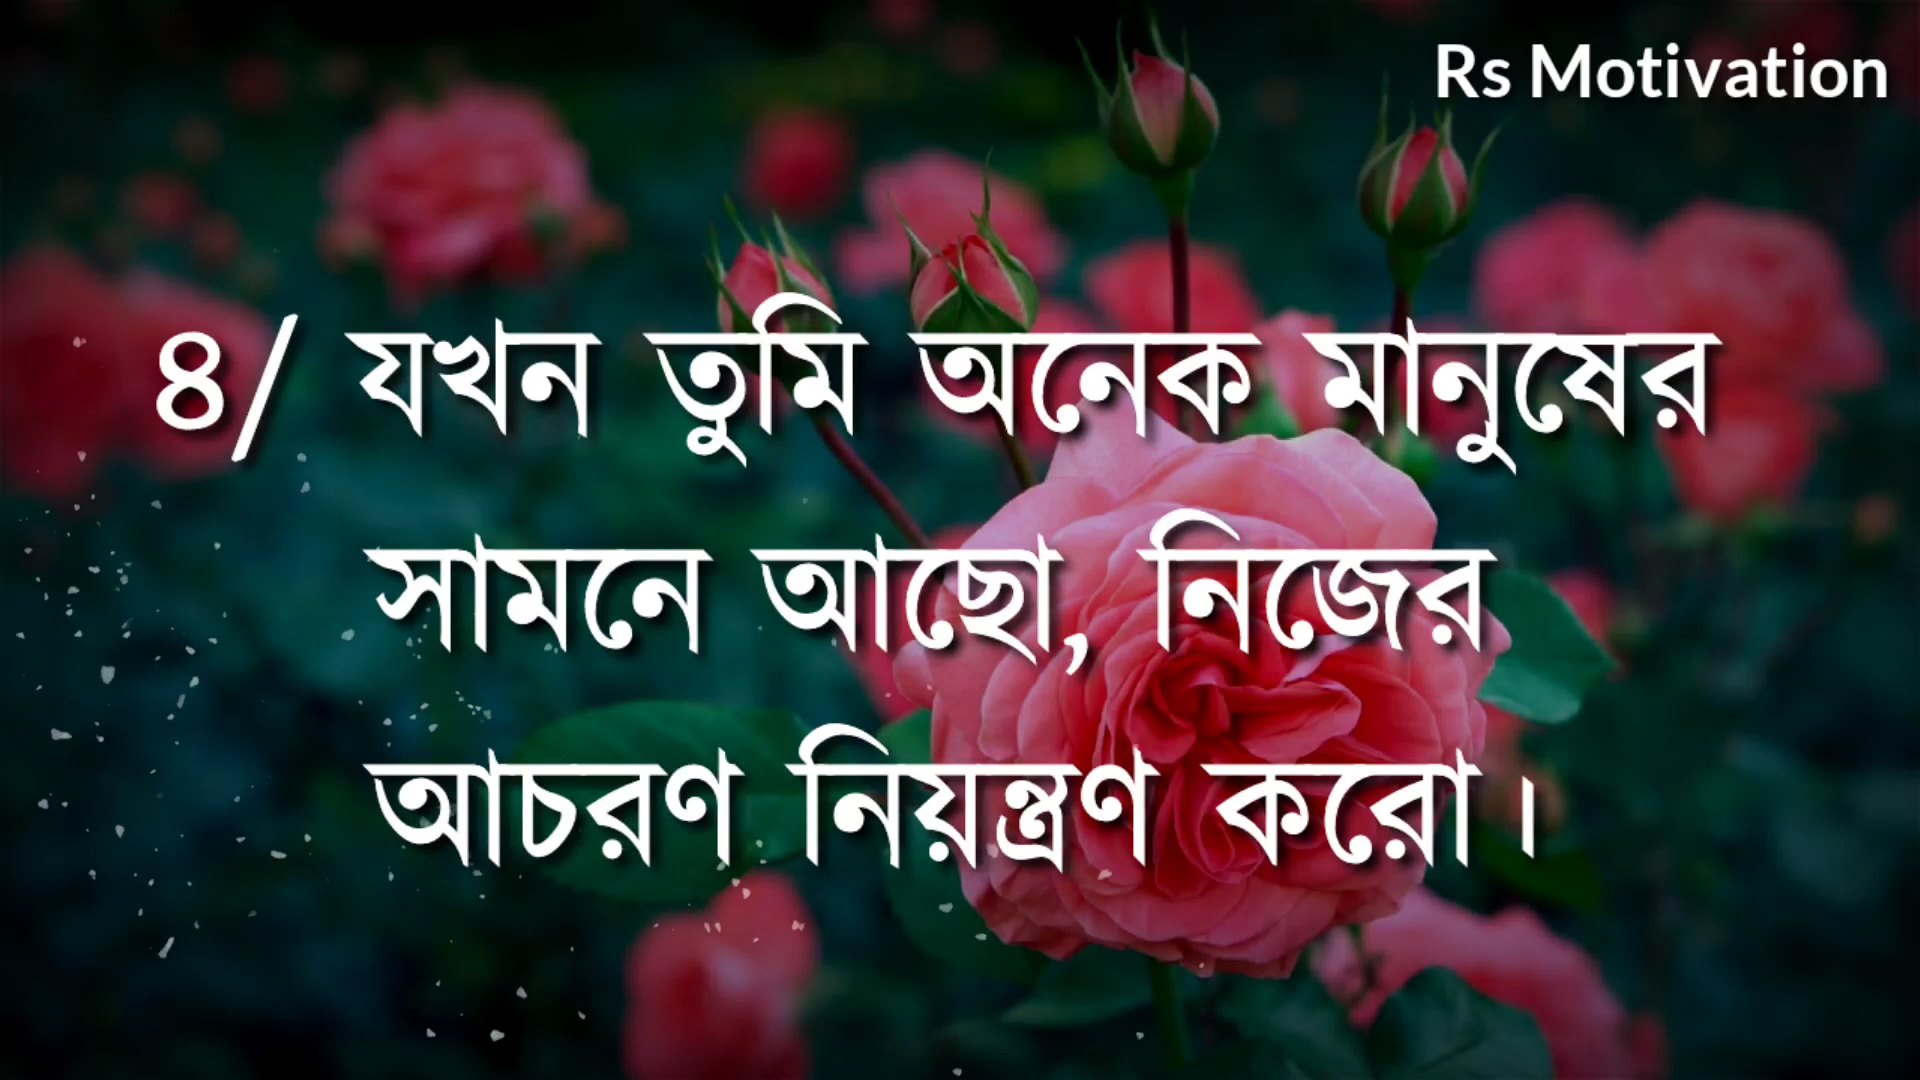 Rs Motivation
৪/ যখন তুমি অনেক মানুষের
সামনে আছো, নিজের
আচরণ নিয়ন্ত্রণ করো।